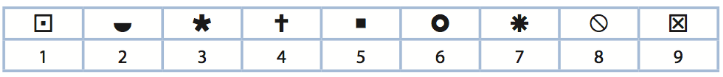 ⊡ ◒ * † ■ O ✺ ⃠ ☒
1 2 3 4 5 6 7 8 9